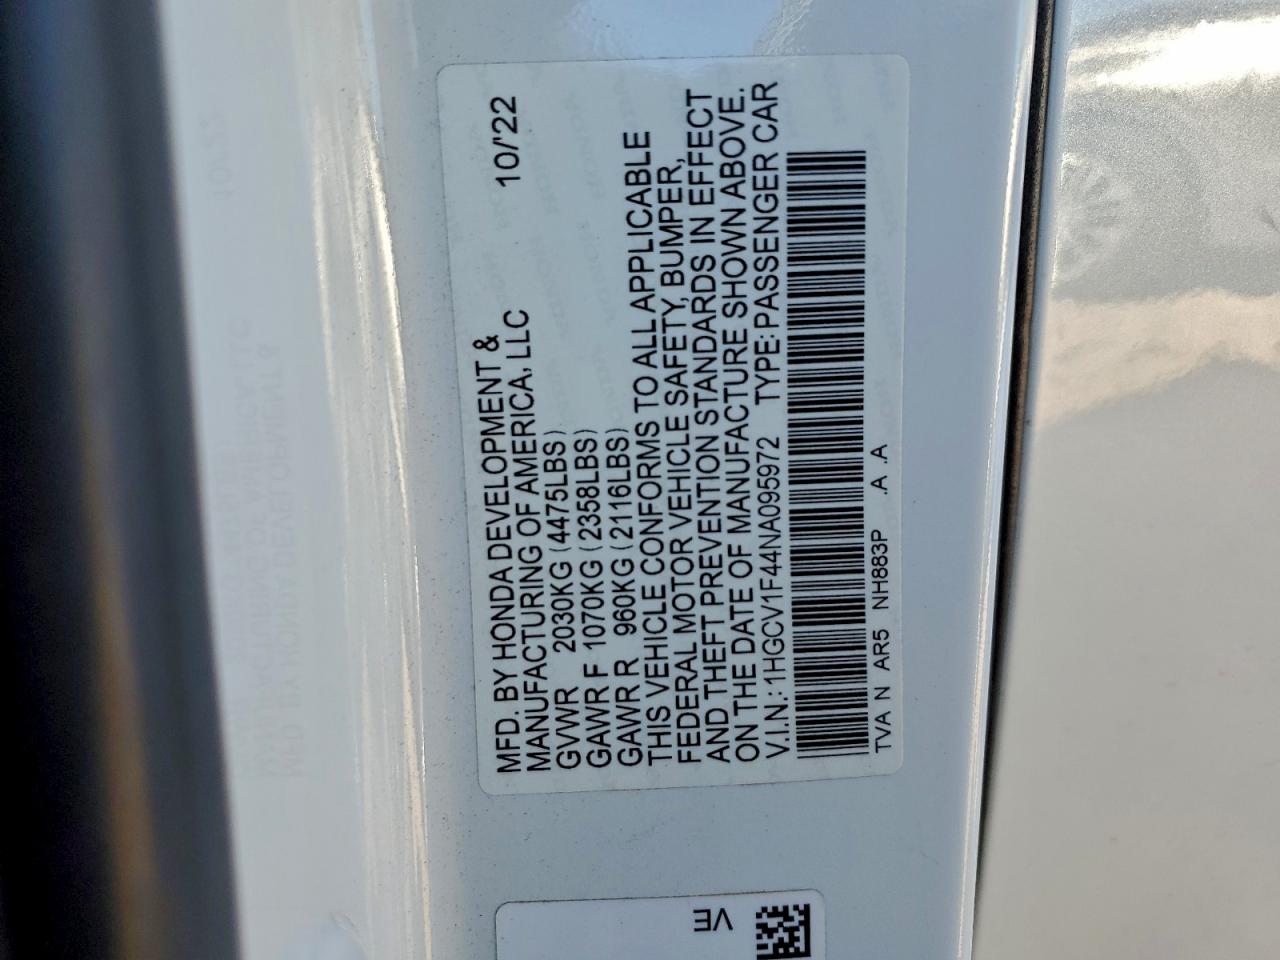 MFD. BY HONDA DEVELOPMENT &
MANUFACTURING OF AMERICA, LLC 10/'22
GVWR 2030KG (4475LBS)
GAWR F 1070KG (2358LBS)
GAWR R 960KG (2116LBS)
THIS VEHICLE CONFORMS TO ALL APPLICABLE
FEDERAL MOTOR VEHICLE SAFETY, BUMPER,
AND THEFT PREVENTION STANDARDS IN EFFECT
ON THE DATE OF MANUFACTURE SHOWN ABOVE.
V.I.N.: 1HGCV1F44NA095972 TYPE: PASSENGER CAR
TVA N AR5 NH883P .A .A
VE